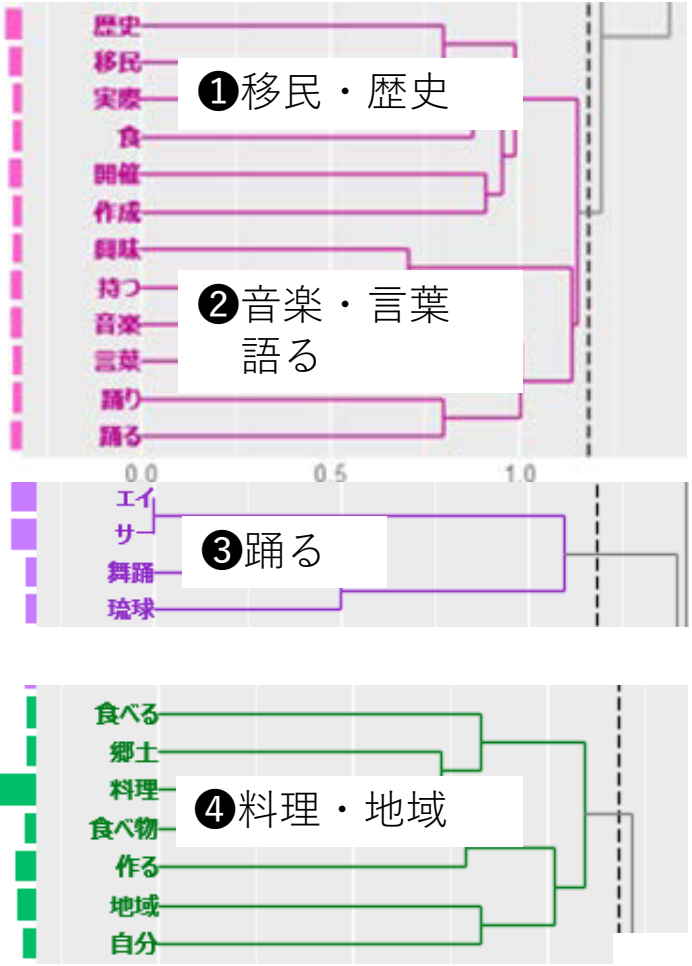 歴史
移民
実際
食
開催
作成
興味
持つ
音楽
言葉
踊り
踊る
❶移民・歴史
❷音楽・言葉
語る
0.0 0.5 1.0
エイ
サー
舞踊
琉球
❸踊る
食べる
郷土
料理
食べ物
作る
地域
自分
❹料理・地域